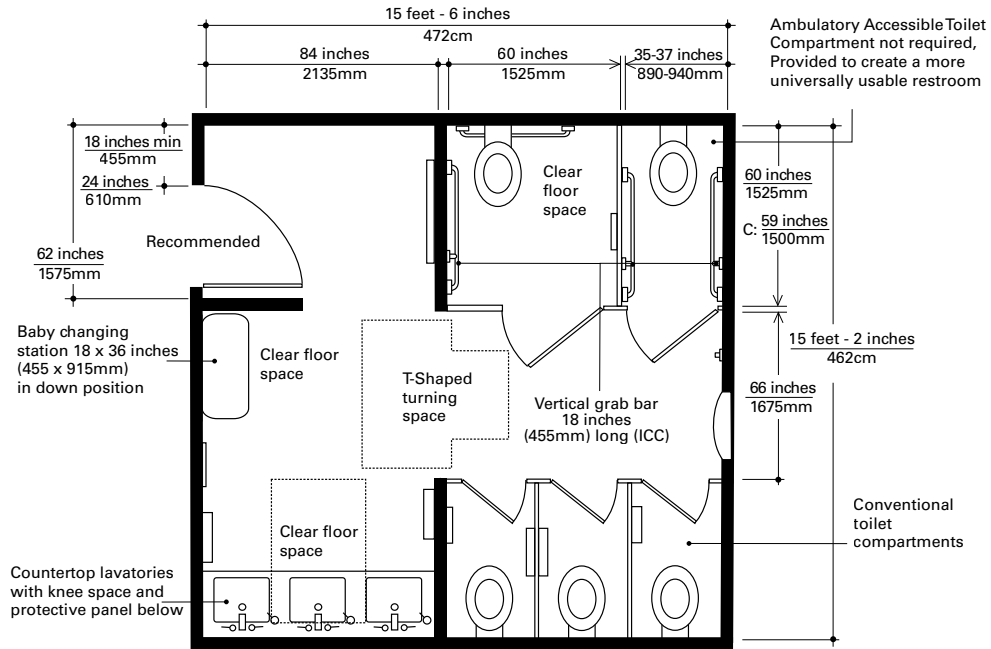 15 feet - 6 inches
472cm
84 inches
2135mm
60 inches
1525mm
35-37 inches
890-940mm
Ambulatory Accessible Toilet
Compartment not required,
Provided to create a more
universally usable restroom
18 inches min
455mm
24 inches
610mm
Recommended
62 inches
1575mm
Clear
floor
space
60 inches
1525mm
C: 59 inches
1500mm
Baby changing
station 18 x 36 inches
(455 x 915mm)
in down position
Clear floor
space
T-Shaped
turning
space
Vertical grab bar
18 inches
(455mm) long (ICC)
15 feet - 2 inches
462cm
66 inches
1675mm
Clear floor
space
Conventional
toilet
compartments
Countertop lavatories
with knee space and
protective panel below